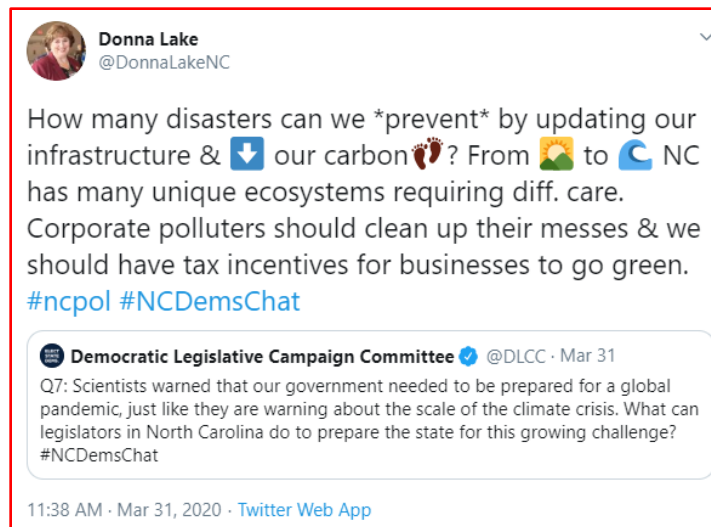 Donna Lake
@DonnaLakeNC
How many disasters can we *prevent* by updating our
infrastructure & ⬇️ our carbon👣? From 🌄 to 🌊 NC
has many unique ecosystems requiring diff. care.
Corporate polluters should clean up their messes & we
should have tax incentives for businesses to go green.
#ncpol #NCDemsChat
Democratic Legislative Campaign Committee @DLCC · Mar 31
Q7: Scientists warned that our government needed to be prepared for a global
pandemic, just like they are warning about the scale of the climate crisis. What can
legislators in North Carolina do to prepare the state for this growing challenge?
#NCDemsChat
11:38 AM · Mar 31, 2020 · Twitter Web App